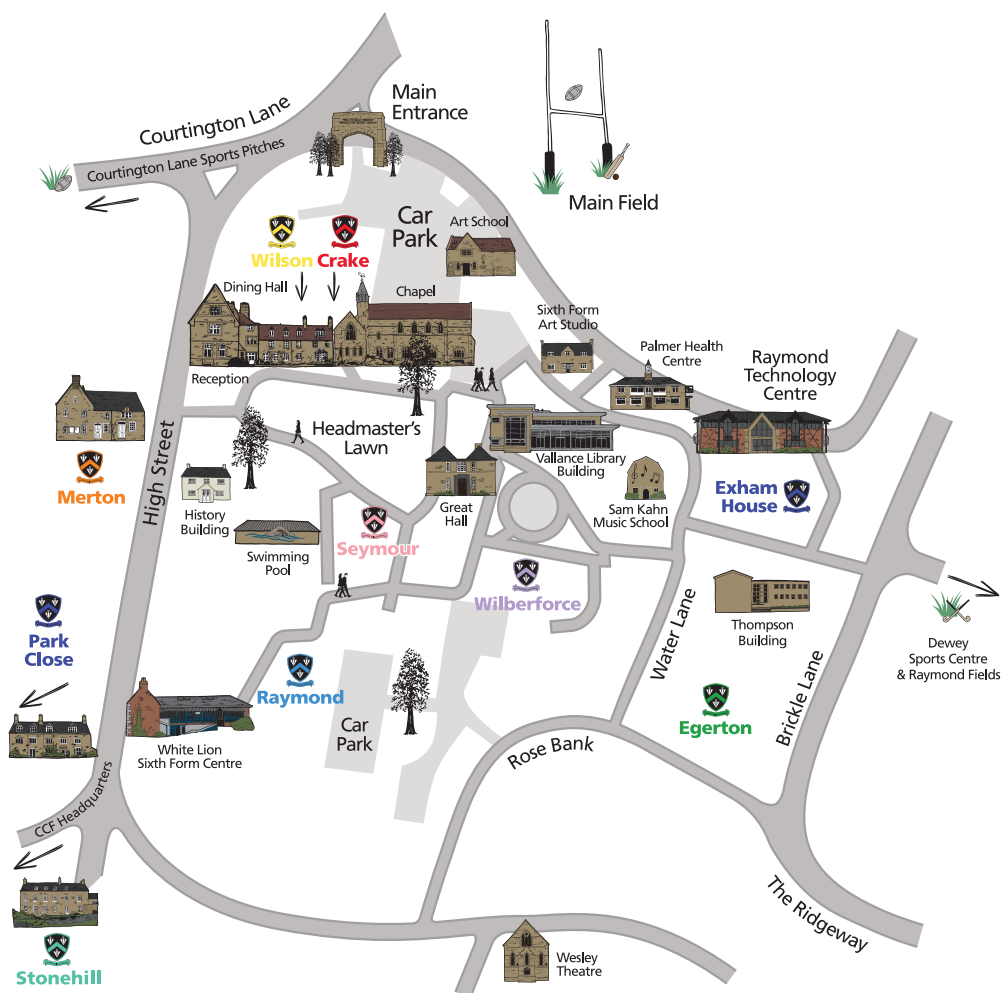 Main
Entrance
Courtington Lane
Courtington Lane Sports Pitches
Main Field
Car
Park
Art School
Wilson
Crake
Dining Hall
Chapel
Sixth Form
Art Studio
Palmer Health
Centre
Raymond
Technology
Centre
Reception
Headmaster's
Lawn
Vallance Library
Building
Merton
High Street
History
Building
Great
Hall
Sam Kahn
Music School
Exham
House
Swimming
Pool
Seymour
Wilberforce
Thompson
Building
Water Lane
Brickle Lane
Dewey
Sports Centre
& Raymond Fields
Park
Close
Raymond
Egerton
Car
Park
Rose Bank
White Lion
Sixth Form Centre
CCF Headquarters
The Ridgeway
Wesley
Theatre
Stonehill